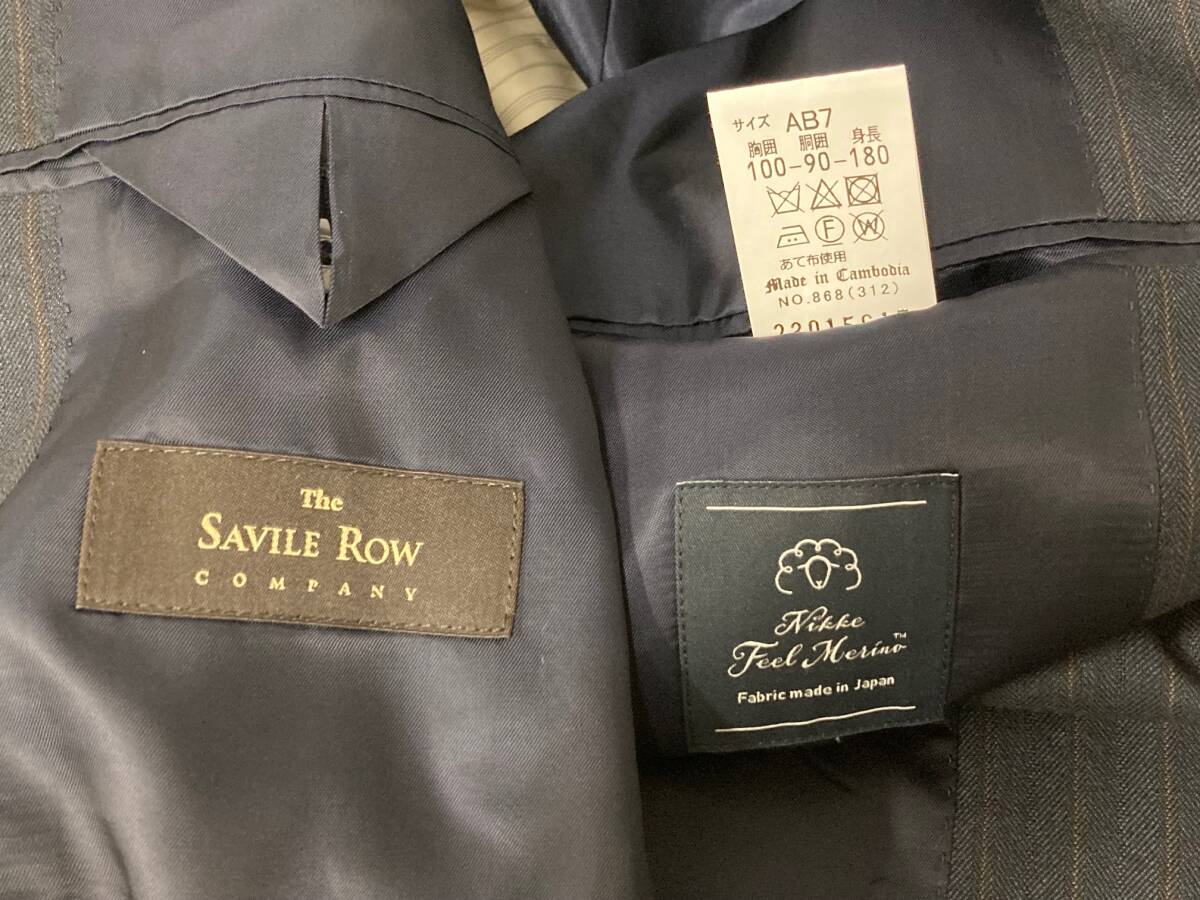 The
SAVILE ROW
COMPANY
サイズ AB7
胸囲 胴囲 身長
100-90-180
F W
あて布使用
Made in Cambodia
NO.868(312)
Nikke
Feel Merino™
Fabric made in Japan